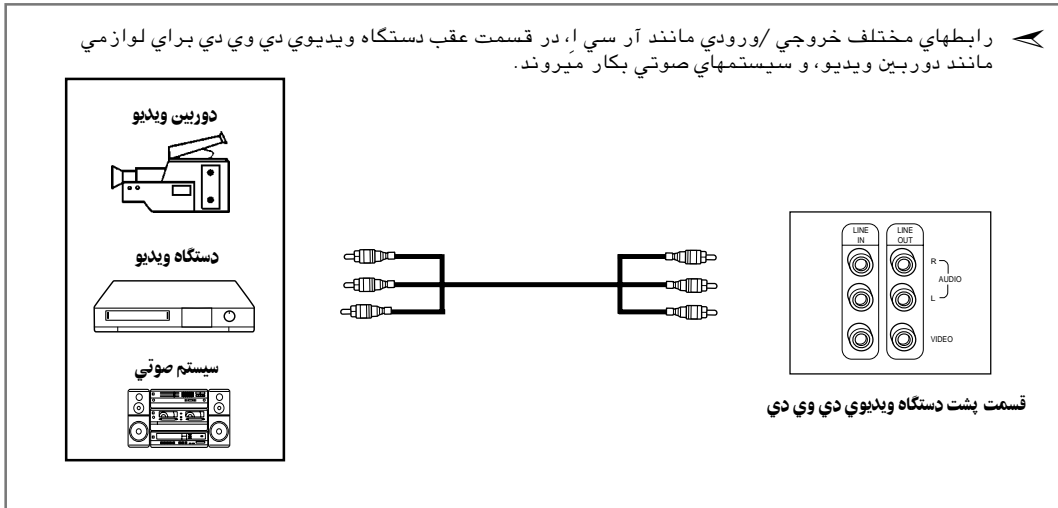 رابطهاي مختلف خروجي /ورودي مانند آر سي اِ، در قسمت عقب دستگاه ويديوي دي وي دي براي لوازمي
مانند دوربين ويديو، و سيستمهاي صوتي بكار ميَروند.
دوربين ويديو
دستگاه ويديو
سيستم صوتي
LINE IN
LINE OUT
R
AUDIO
L
VIDEO
قسمت پشت دستگاه ويديوي دي وي دي